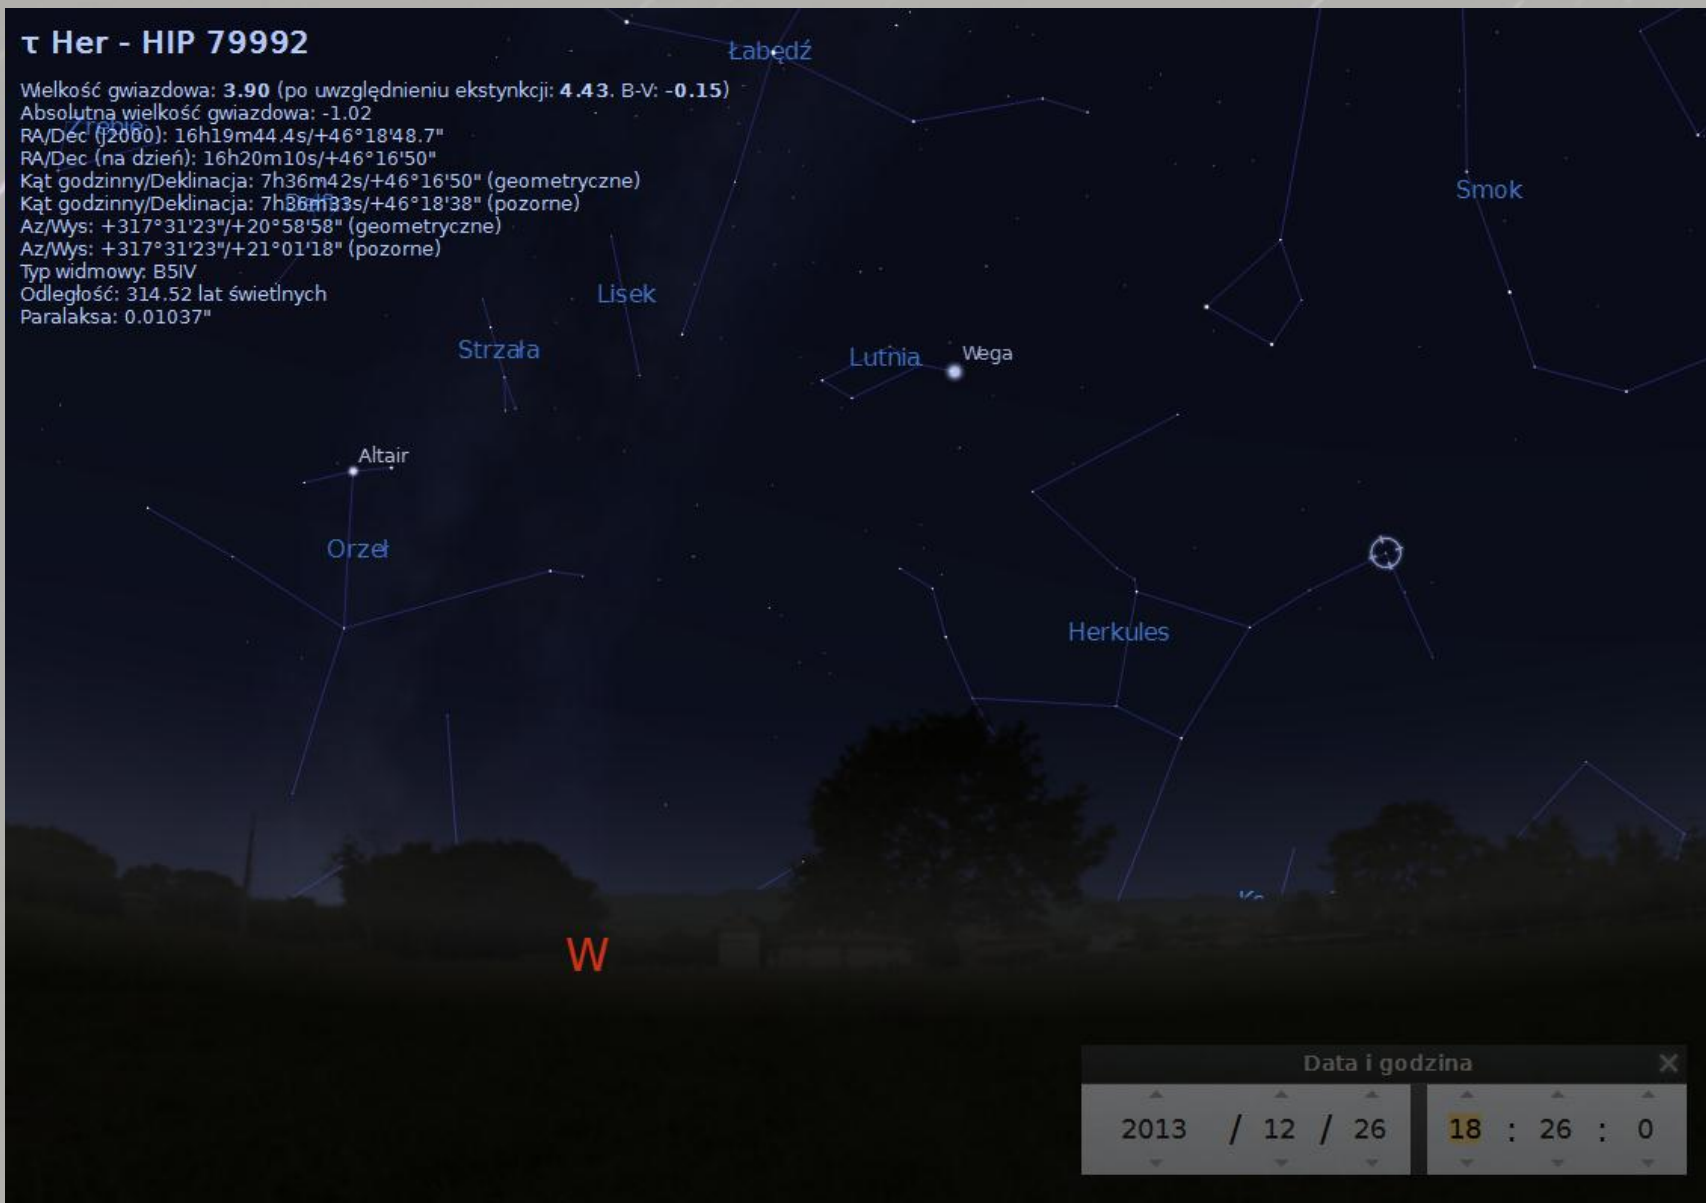 τ Her - HIP 79992
Wielkość gwiazdowa: 3.90 (po uwzględnieniu ekstynkcji: 4.43. B-V: -0.15)
Absolutna wielkość gwiazdowa: -1.02
RA/Dec (J2000): 16h19m44.4s/+46°18'48.7"
RA/Dec (na dzień): 16h20m10s/+46°16'50"
Kąt godzinny/Deklinacja: 7h36m42s/+46°16'50" (geometryczne)
Kąt godzinny/Deklinacja: 7h36m33s/+46°18'38" (pozorne)
Az/Wys: +317°31'23"/+20°58'58" (geometryczne)
Az/Wys: +317°31'23"/+21°01'18" (pozorne)
Typ widmowy: B5IV
Odległość: 314.52 lat świetlnych
Paralaksa: 0.01037"
Łabędź
Źrebię
Smok
Lisek
Strzała
Lutnia
Wega
Altair
Orzeł
Herkules
W
Data i godzina
2013 / 12 / 26 18 : 26 : 0